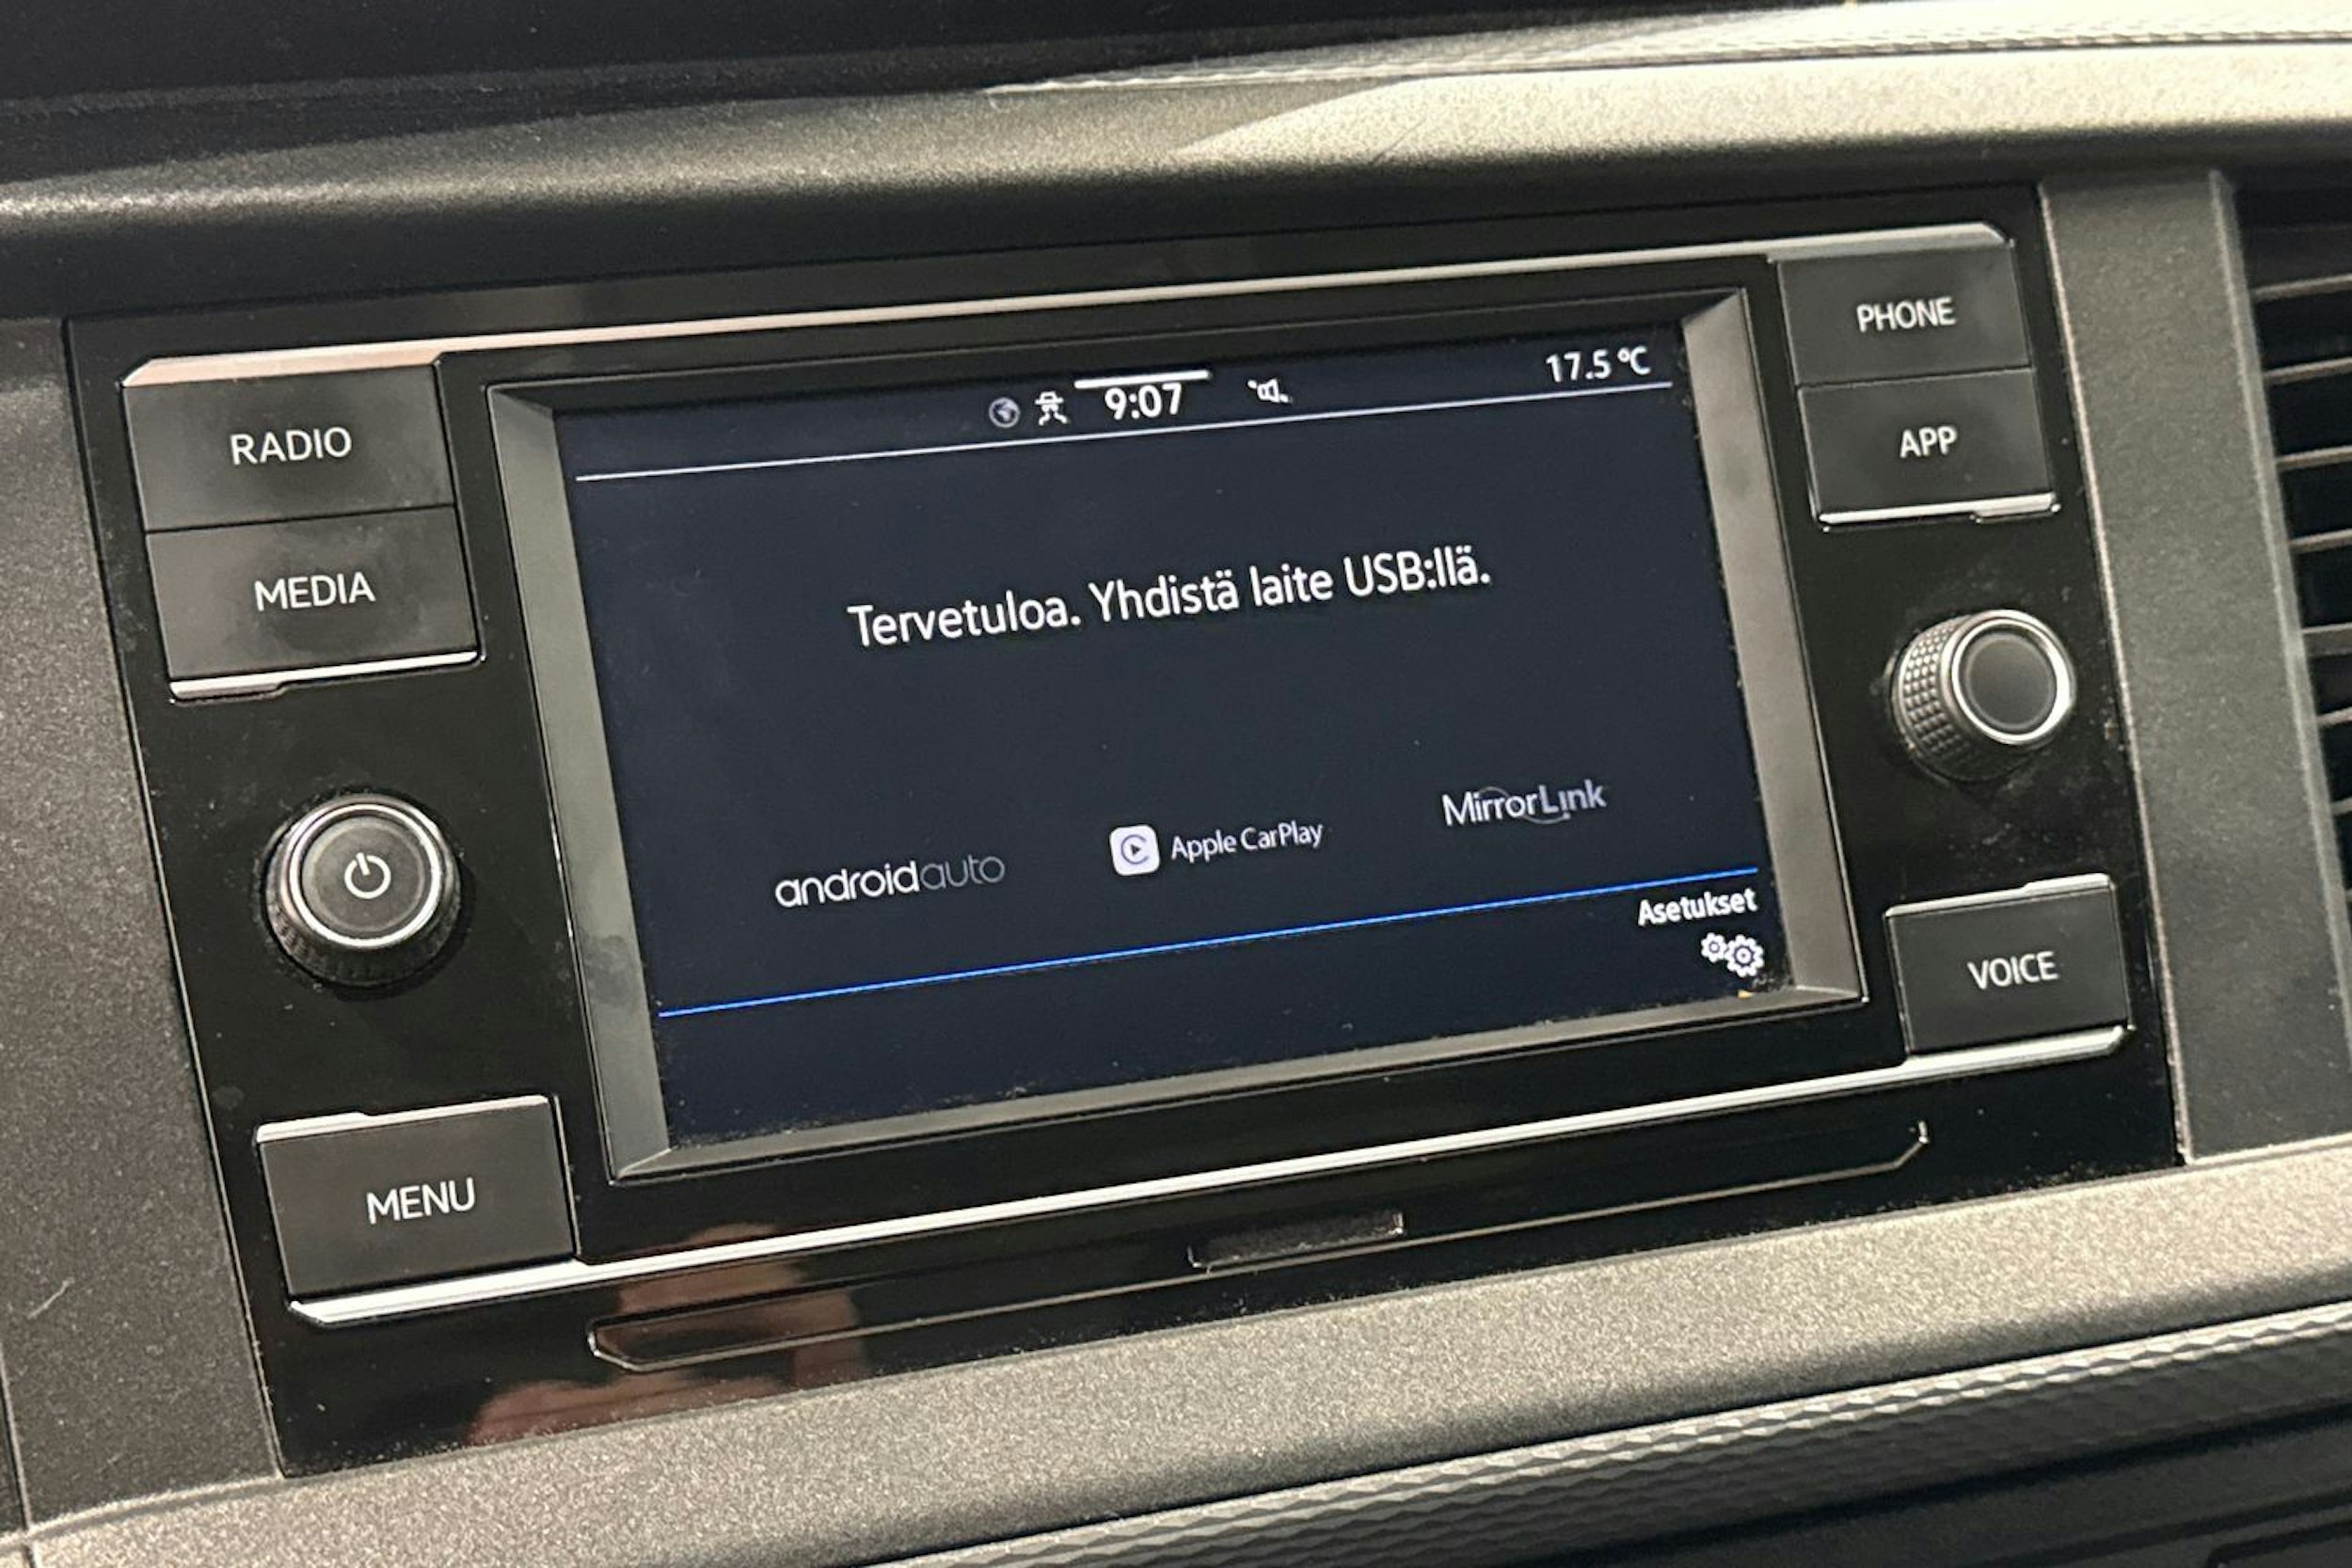 RADIO
MEDIA
MENU
9:07
17.5 °C
Tervetuloa. Yhdistä laite USB:llä.
androidauto
Apple CarPlay
MirrorLink
Asetukset
PHONE
APP
VOICE